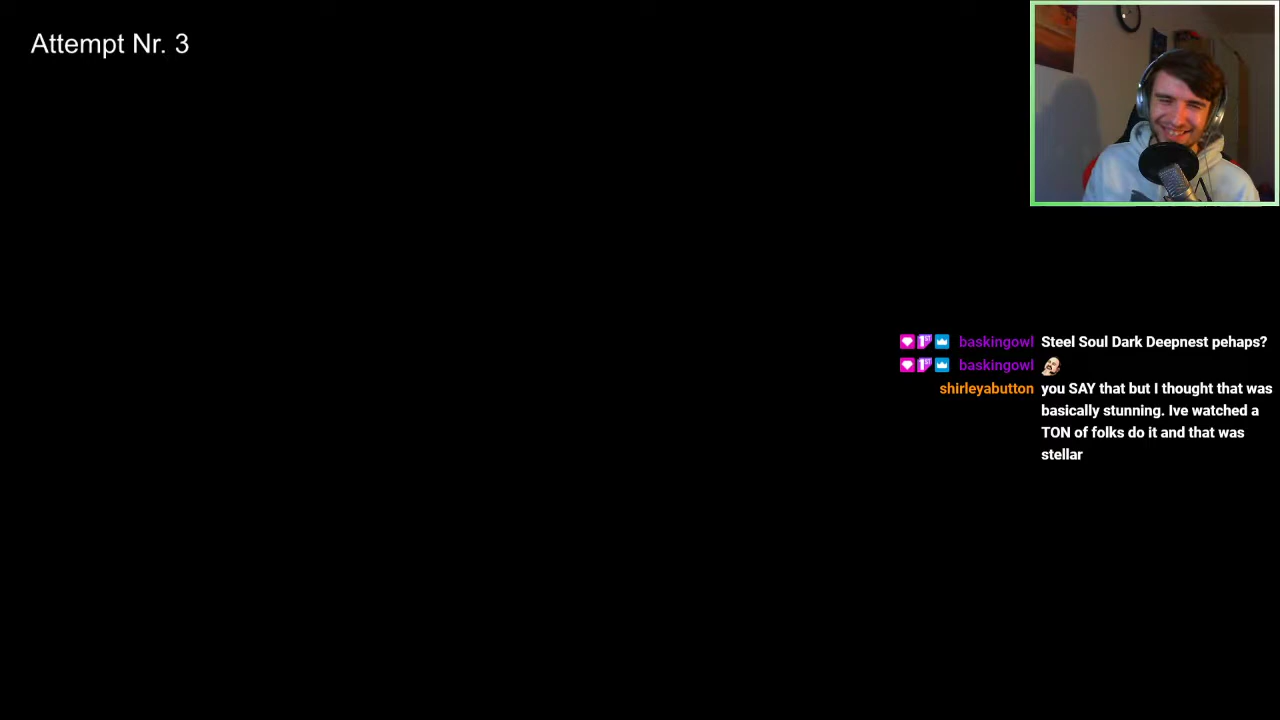 Attempt Nr. 3
baskingowl Steel Soul Dark Deepnest pehaps?
baskingowl
shirleyabutton you SAY that but I thought that was
basically stunning. Ive watched a
TON of folks do it and that was
stellar